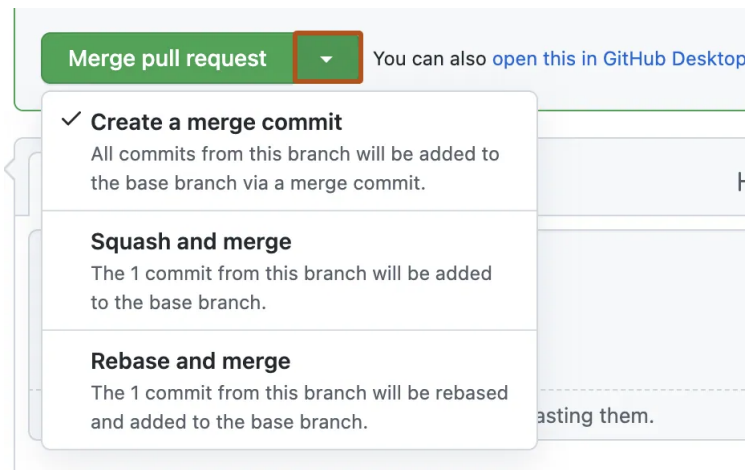 Merge pull request
You can also open this in GitHub Desktop
Create a merge commit
All commits from this branch will be added to
the base branch via a merge commit.
Squash and merge
The 1 commit from this branch will be added
to the base branch.
Rebase and merge
The 1 commit from this branch will be rebased
and added to the base branch.
asting them.